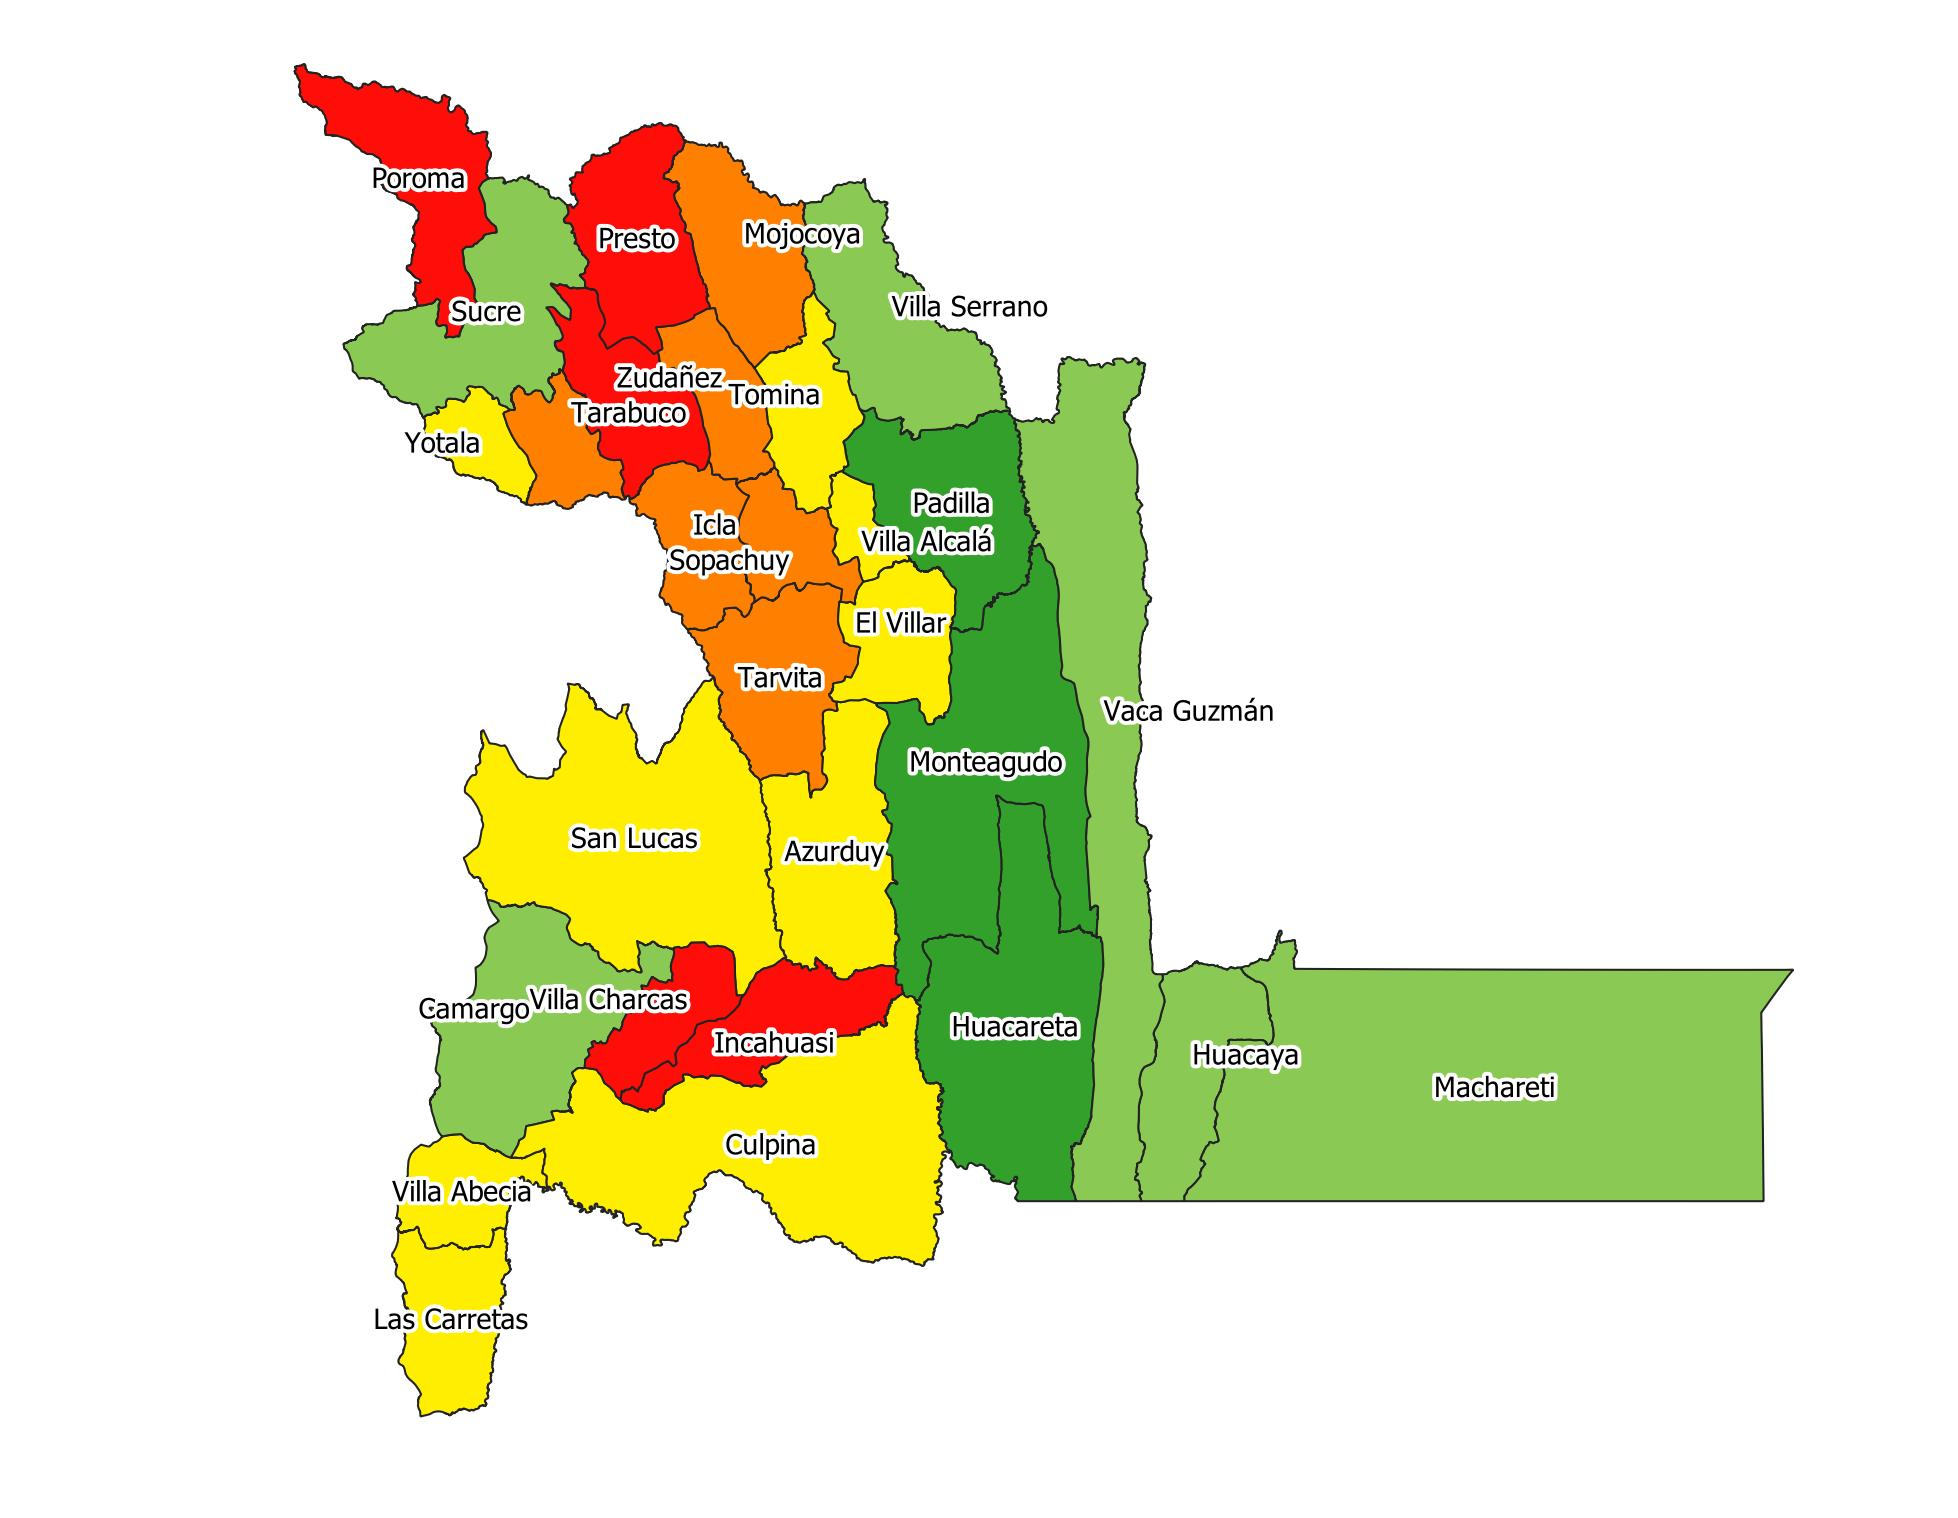 Poroma
Presto
Mojocoya
Sucre
Villa Serrano
Zudañez
Tomina
Tarabuco
Yotala
Padilla
Icla
Villa Alcalá
Sopachuy
El Villar
Tarvita
Vaca Guzmán
Monteagudo
San Lucas
Azurduy
Villa Charcas
Camargo
Huacareta
Incahuasi
Huacaya
Machareti
Culpina
Villa Abecia
Las Carretas